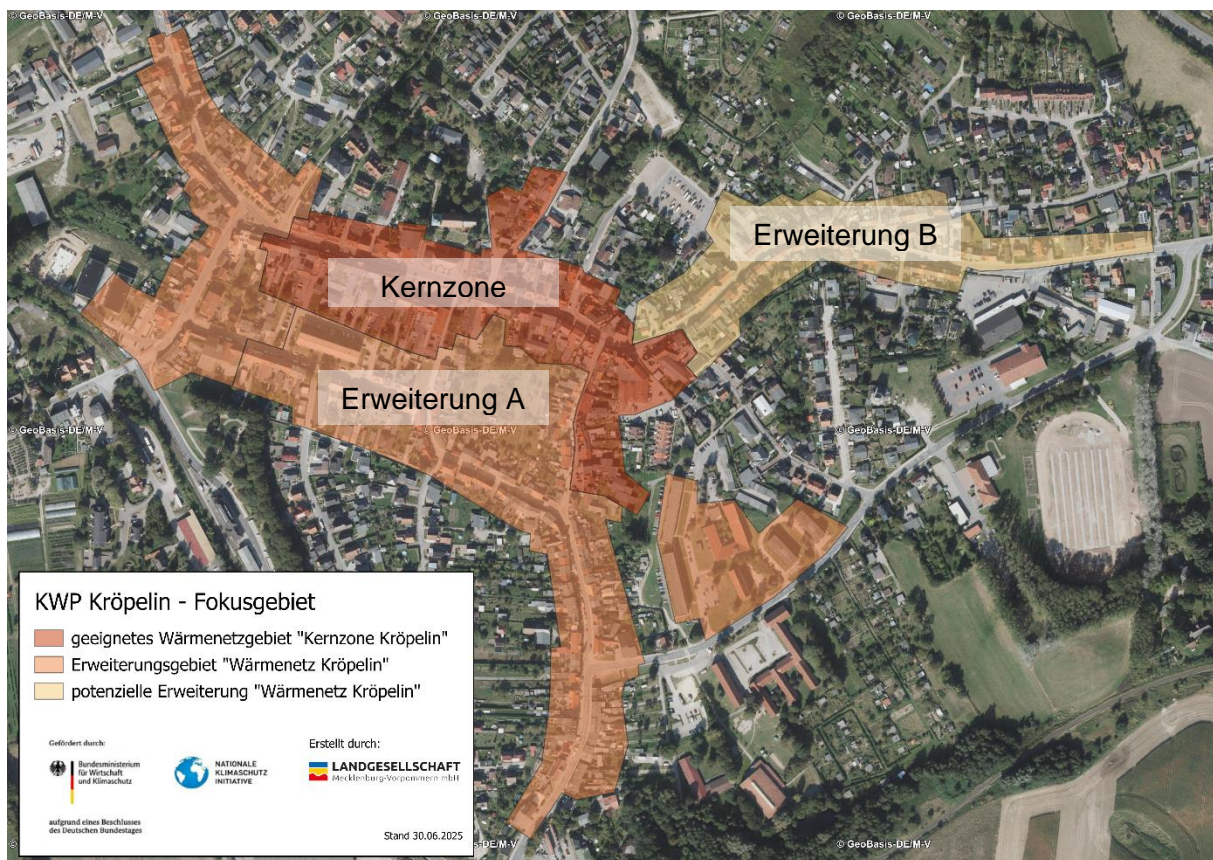 © GeoBasis-DE/M-V
© GeoBasis-DE/M-V
© GeoBasis-DE/M-V
Erweiterung B
Kernzone
Erweiterung A
© GeoBasis-DE/M-V
© GeoBasis-DE/M-V
© GeoBasis-DE/M-V
KWP Kröpelin - Fokusgebiet
geeignetes Wärmenetzgebiet "Kernzone Kröpelin"
Erweiterungsgebiet "Wärmenetz Kröpelin"
potenzielle Erweiterung "Wärmenetz Kröpelin"
Gefördert durch:
Bundesministerium
für Wirtschaft
und Klimaschutz
aufgrund eines Beschlusses
des Deutschen Bundestages
NATIONALE
KLIMASCHUTZ
INITIATIVE
Erstellt durch:
LANDGESELLSCHAFT
Mecklenburg-Vorpommern mbH
Stand 30.06.2025
GeoBasis-DE/M-V
© GeoBasis-DE/M-V